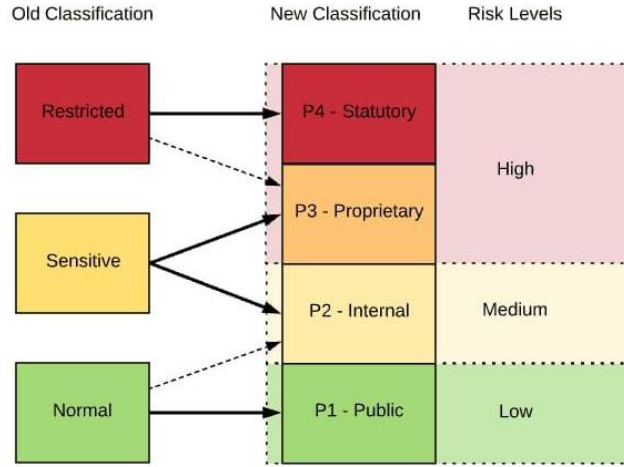 Old Classification
New Classification
Risk Levels
Restricted
P4 - Statutory
High
P3 - Proprietary
Sensitive
P2 - Internal
Medium
Normal
P1 - Public
Low